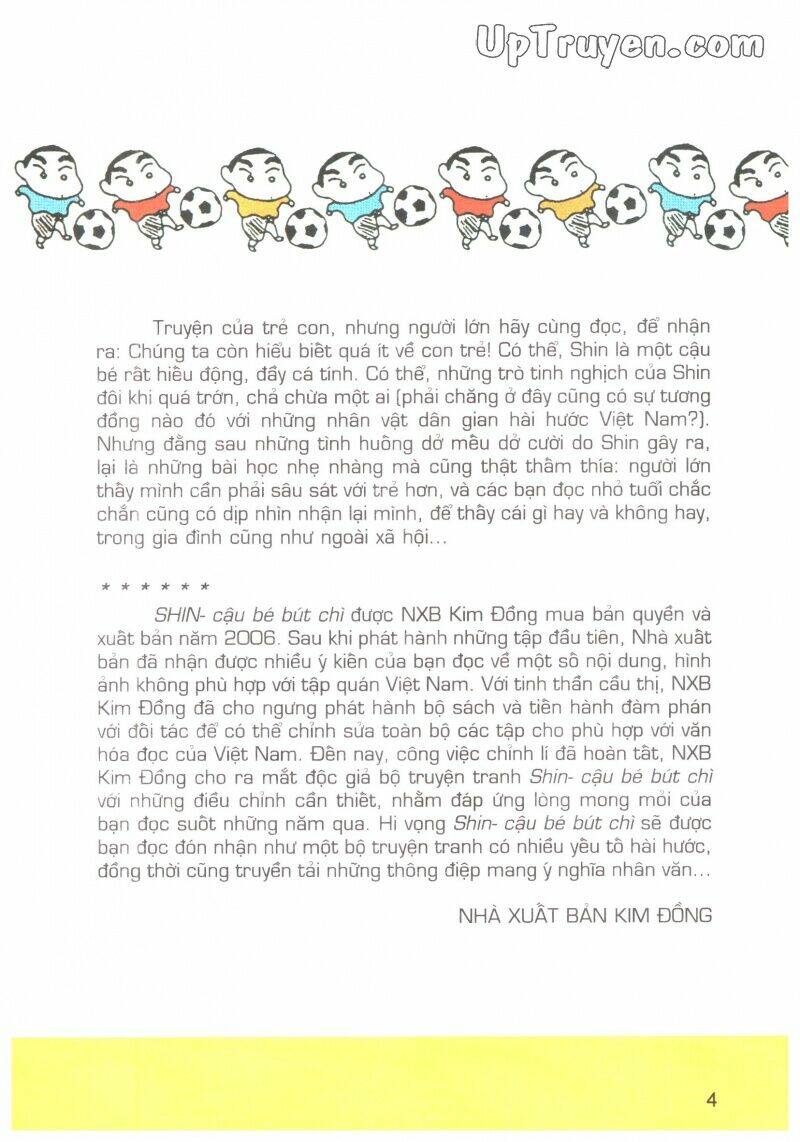 UpTruyen.com
Truyện của trẻ con, nhưng người lớn hãy cùng đọc, để nhận
ra: Chúng ta còn hiểu biết quá ít về con trẻ! Có thể, Shin là một cậu
bé rất hiếu động, đầy cá tính. Có thể, những trò tinh nghịch của Shin
đôi khi quá trớn, chả chừa một ai (phải chăng ở đây cũng có sự tương
đồng nào đó với những nhân vật dân gian hài hước Việt Nam?).
Nhưng đằng sau những tình huống dở mếu dở cười do Shin gây ra,
lại là những bài học nhẹ nhàng mà cũng thật thấm thía: người lớn
thấy mình cần phải sâu sát với trẻ hơn, và các bạn đọc nhỏ tuổi chắc
chắn cũng có dịp nhìn nhận lại mình, để thấy cái gì hay và không hay,
trong gia đình cũng như ngoài xã hội...
* * * * * *
SHIN- cậu bé bút chì được NXB Kim Đồng mua bản quyền và
xuất bản năm 2006. Sau khi phát hành những tập đầu tiên, Nhà xuất
bản đã nhận được nhiều ý kiến của bạn đọc về một số nội dung, hình
ảnh không phù hợp với tập quán Việt Nam. Với tinh thần cầu thị, NXB
Kim Đồng đã cho ngưng phát hành bộ sách và tiến hành đàm phán
với đối tác để có thể chỉnh sửa toàn bộ các tập cho phù hợp với văn
hóa đọc của Việt Nam. Đến nay, công việc chỉnh lí đã hoàn tất, NXB
Kim Đồng cho ra mắt độc giả bộ truyện tranh Shin- cậu bé bút chì
với những điều chỉnh cần thiết, nhằm đáp ứng lòng mong mỏi của
bạn đọc suốt những năm qua. Hi vọng Shin- cậu bé bút chì sẽ được
bạn đọc đón nhận như một bộ truyện tranh có nhiều yếu tố hài hước,
đồng thời cũng truyền tải những thông điệp mang ý nghĩa nhân văn...
NHÀ XUẤT BẢN KIM ĐỒNG
4